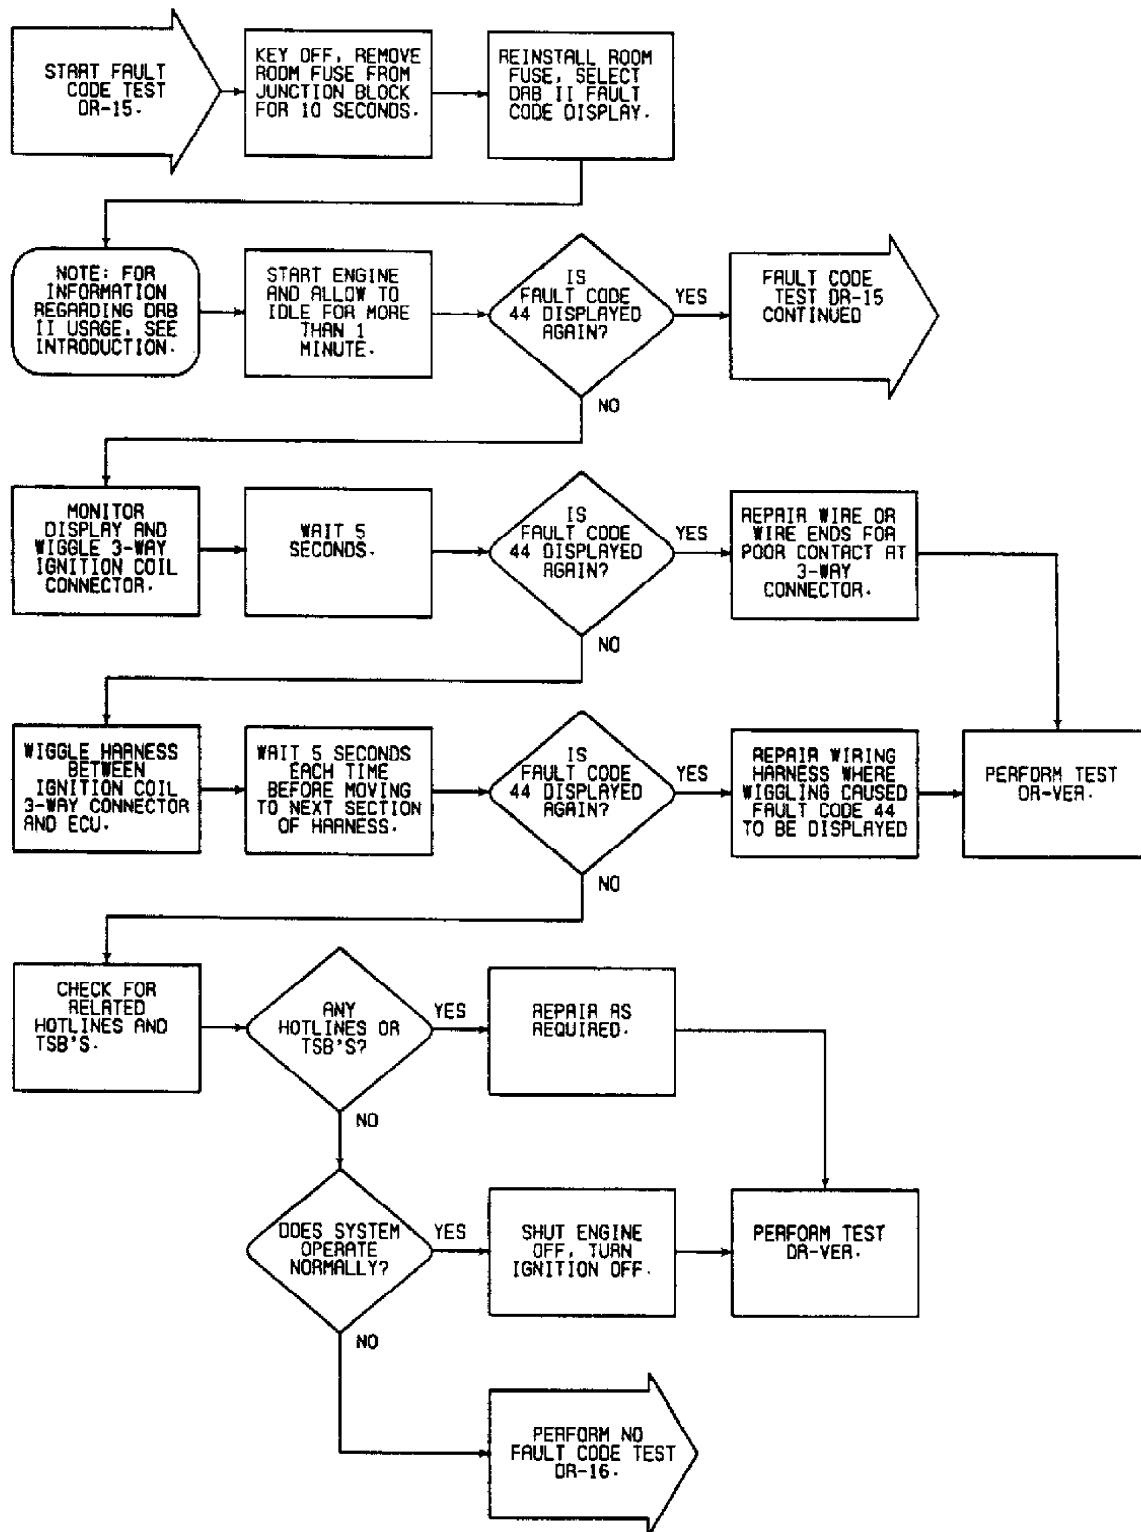 START FAULT
CODE TEST
DR-15.
KEY OFF, REMOVE
ROOM FUSE FROM
JUNCTION BLOCK
FOR 10 SECONDS.
REINSTALL ROOM
FUSE, SELECT
DRB II FAULT
CODE DISPLAY.
NOTE: FOR
INFORMATION
REGARDING DRB
II USAGE, SEE
INTRODUCTION.
START ENGINE
AND ALLOW TO
IDLE FOR MORE
THAN 1
MINUTE.
IS
FAULT CODE
44 DISPLAYED
AGAIN?
YES
FAULT CODE
TEST DR-15
CONTINUED
NO
MONITOR
DISPLAY AND
WIGGLE 3-WAY
IGNITION COIL
CONNECTOR.
WAIT 5
SECONDS.
IS
FAULT CODE
44 DISPLAYED
AGAIN?
YES
REPAIR WIRE OR
WIRE ENDS FOR
POOR CONTACT AT
3-WAY
CONNECTOR.
NO
WIGGLE HARNESS
BETWEEN
IGNITION COIL
3-WAY CONNECTOR
AND ECU.
WAIT 5 SECONDS
EACH TIME
BEFORE MOVING
TO NEXT SECTION
OF HARNESS.
IS
FAULT CODE
44 DISPLAYED
AGAIN?
YES
REPAIR WIRING
HARNESS WHERE
WIGGLING CAUSED
FAULT CODE 44
TO BE DISPLAYED
PERFORM TEST
DR-VER.
NO
CHECK FOR
RELATED
HOTLINES AND
TSB'S.
ANY
HOTLINES OR
TSB'S?
YES
REPAIR AS
REQUIRED.
NO
DOES SYSTEM
OPERATE
NORMALLY?
YES
SHUT ENGINE
OFF, TURN
IGNITION OFF.
PERFORM TEST
DR-VER.
NO
PERFORM NO
FAULT CODE TEST
DR-16.